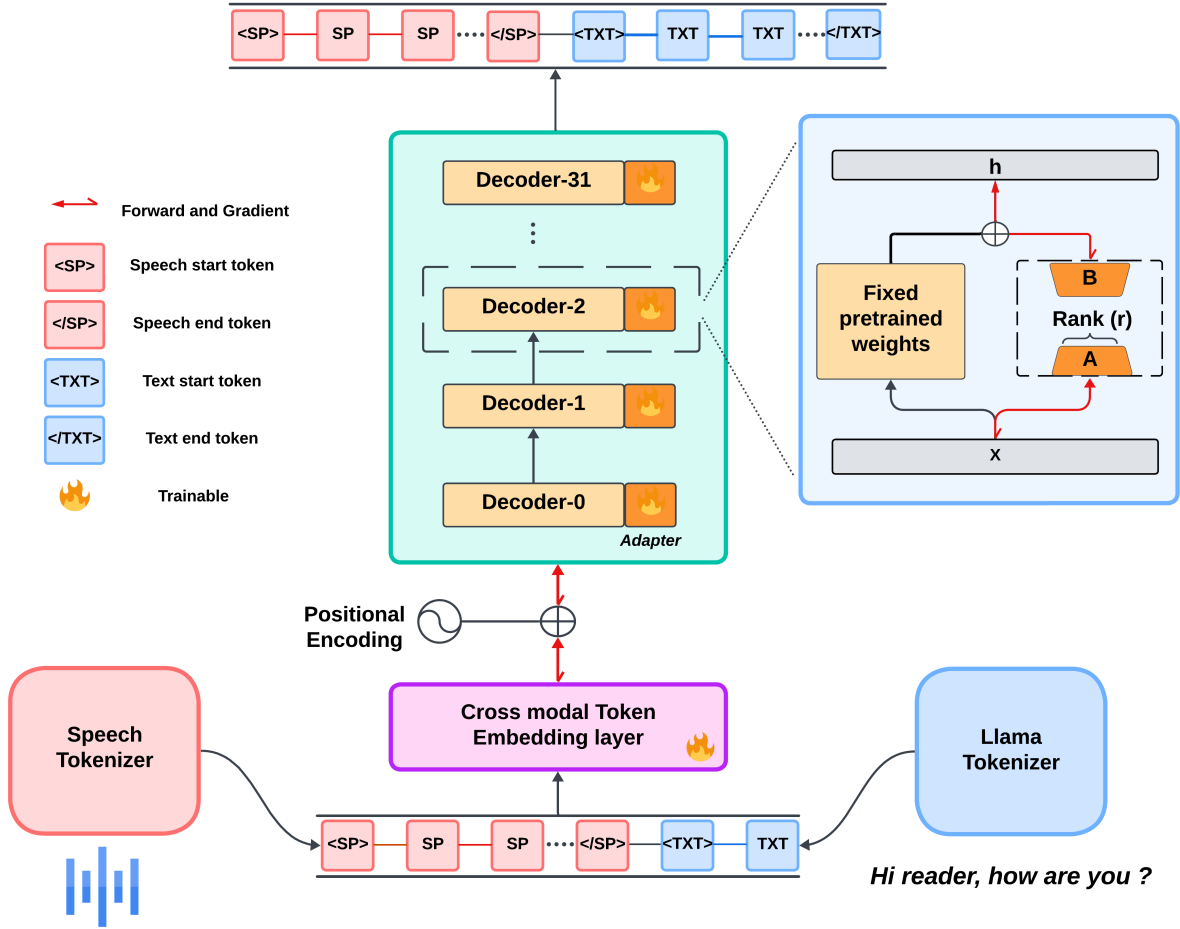 <SP> SP SP </SP> <TXT> TXT TXT </TXT>
Decoder-31
Decoder-2
Decoder-1
Decoder-0
Adapter
h
Fixed
pretrained
weights
B
Rank (r)
A
x
Forward and Gradient
<SP> Speech start token
</SP> Speech end token
<TXT> Text start token
</TXT> Text end token
Trainable
Positional
Encoding
Cross modal Token
Embedding layer
Speech
Tokenizer
Llama
Tokenizer
<SP> SP SP </SP> <TXT> TXT
Hi reader, how are you ?